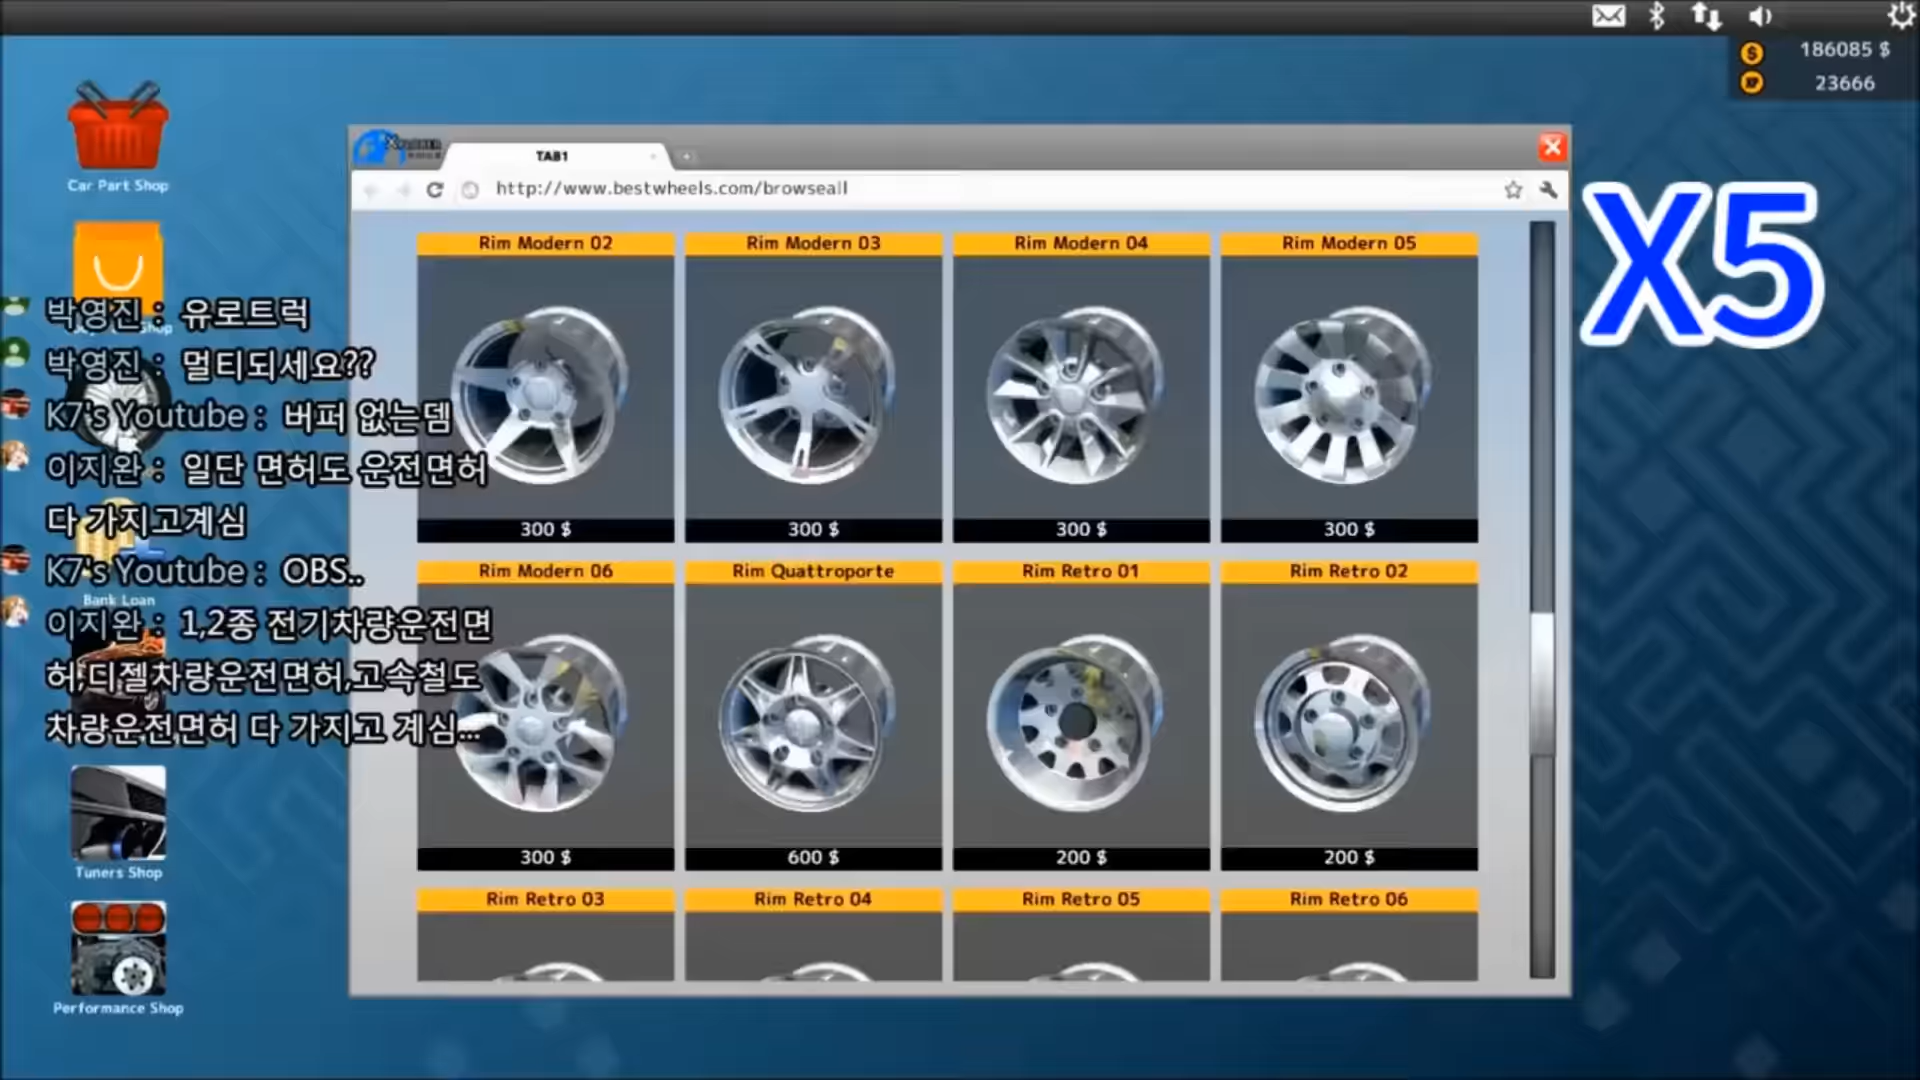 186085 $
23666
Car Part Shop
TAB1
http://www.bestwheels.com/browseall
X5
Rim Modern 02
Rim Modern 03
Rim Modern 04
Rim Modern 05
300 $
300 $
300 $
300 $
Rim Modern 06
Rim Quattroporte
Rim Retro 01
Rim Retro 02
300 $
600 $
200 $
200 $
Rim Retro 03
Rim Retro 04
Rim Retro 05
Rim Retro 06
박영진 : 유로트럭
Shop
박영진 : 멀티되세요??
K7's Youtube : 버퍼 없는뎀
이지완 : 일단 면허도 운전면허
다 가지고계심
K7's Youtube : OBS..
Bank Loan
이지완 : 1,2종 전기차량운전면
허,디젤차량운전면허,고속철도
차량운전면허 다 가지고 계심...
Tuners Shop
Performance Shop